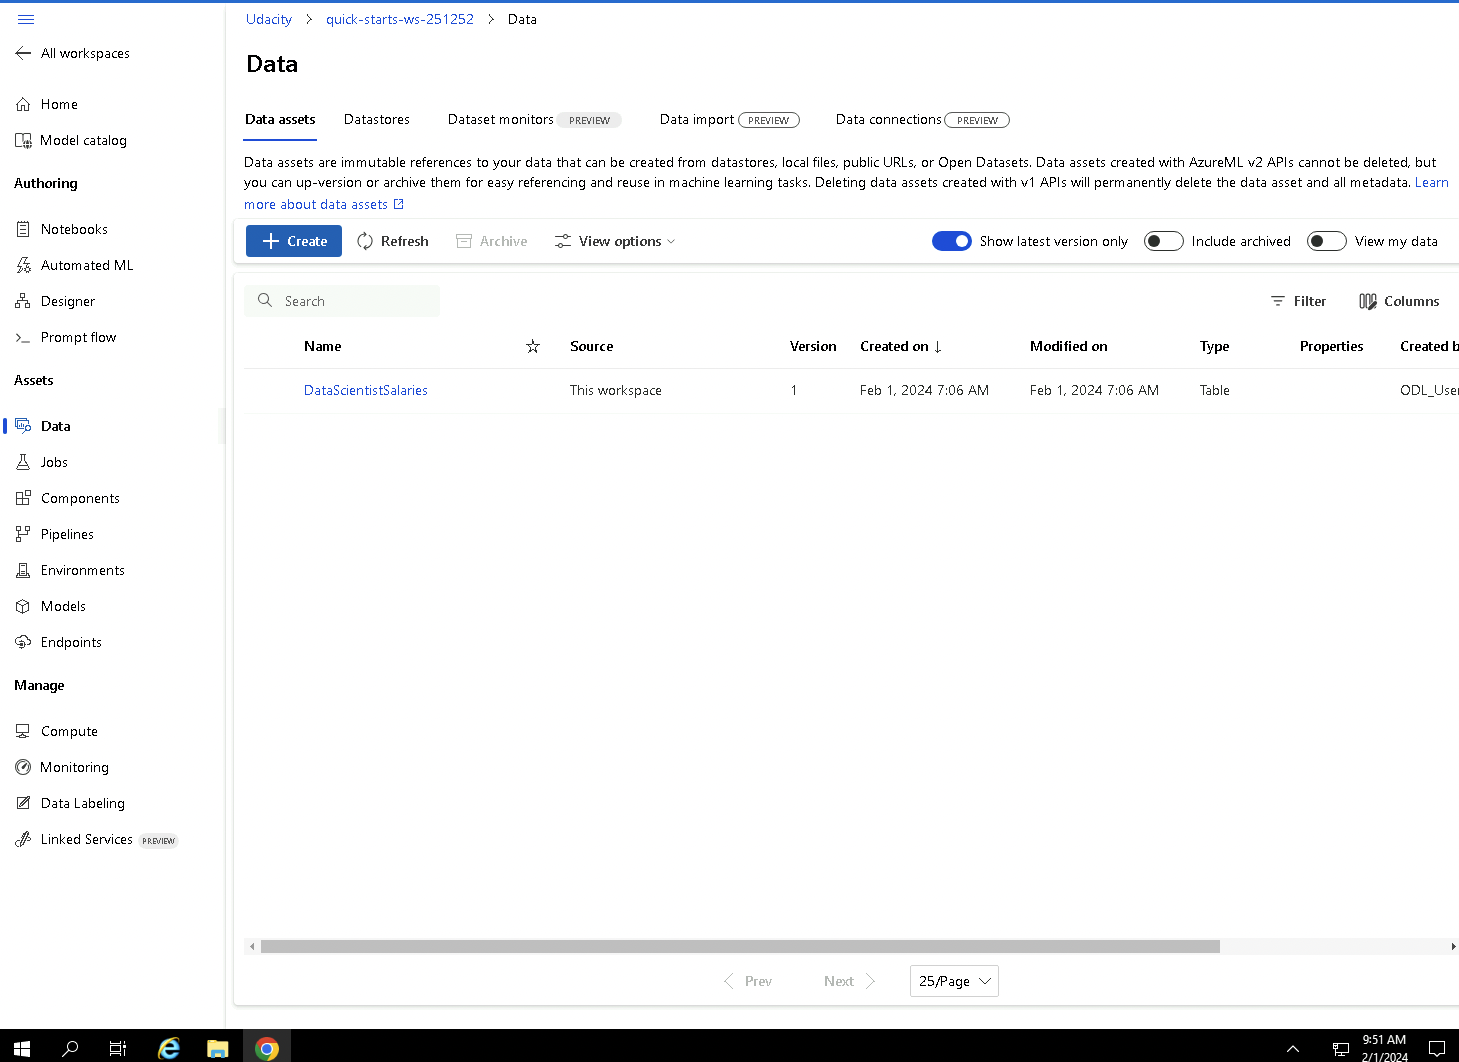 Udacity > quick-starts-ws-251252 > Data
All workspaces
Data
Home
Model catalog
Authoring
Notebooks
Automated ML
Designer
Prompt flow
Assets
Data
Jobs
Components
Pipelines
Environments
Models
Endpoints
Manage
Compute
Monitoring
Data Labeling
Linked Services PREVIEW
Data assets Datastores Dataset monitors PREVIEW Data import PREVIEW Data connections PREVIEW
Data assets are immutable references to your data that can be created from datastores, local files, public URLs, or Open Datasets. Data assets created with AzureML v2 APIs cannot be deleted, but
you can up-version or archive them for easy referencing and reuse in machine learning tasks. Deleting data assets created with v1 APIs will permanently delete the data asset and all metadata. Learn
more about data assets
Create Refresh Archive View options Show latest version only Include archived View my data
Search Filter Columns
Name Source Version Created on ↓ Modified on Type Properties Created b
DataScientistSalaries This workspace 1 Feb 1, 2024 7:06 AM Feb 1, 2024 7:06 AM Table ODL_User
Prev Next 25/Page
9:51 AM
2/1/2024